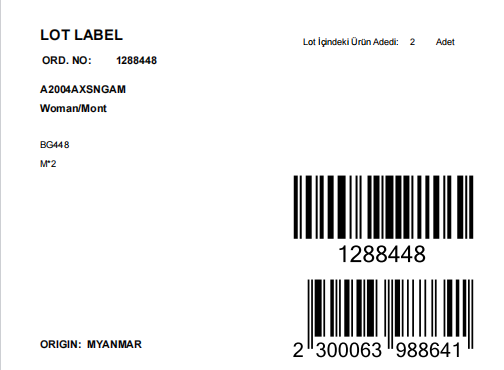 LOT LABEL
Lot İçindeki Ürün Adedi: 2 Adet
ORD. NO: 1288448
A2004AXSNGAM
Woman/Mont
BG448
M*2
1288448
2 300063 988641
ORIGIN: MYANMAR